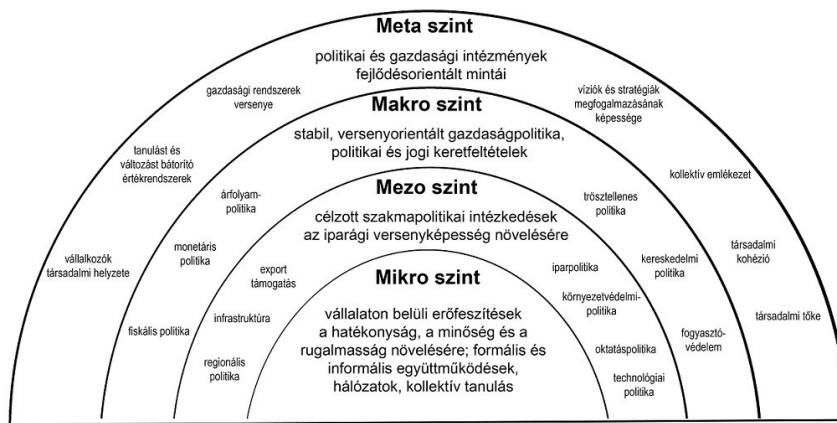 Meta szint
politikai és gazdasági intézmények
fejlődésorientált mintái
gazdasági rendszerek
versenye
víziók és stratégiák
megfogalmazásának
képessége
tanulást és
változást bátorító
értékrendszerek
kollektív emlékezet
vállalkozók
társadalmi helyzete
társadalmi
kohézió
társadalmi tőke
Makro szint
stabil, versenyorientált gazdaságpolitika,
politikai és jogi keretfeltételek
árfolyam-
politika
trösztellenes
politika
monetáris
politika
kereskedelmi
politika
fiskális politika
fogyasztó-
védelem
Mezo szint
célzott szakmapolitikai intézkedések
az iparági versenyképesség növelésére
export
támogatás
iparpolitika
környezetvédelmi-
politika
infrastruktúra
oktatáspolitika
regionális
politika
technológiai
politika
Mikro szint
vállalaton belüli erőfeszítések
a hatékonyság, a minőség és a
rugalmasság növelésére; formális és
informális együttműködések,
hálózatok, kollektív tanulás